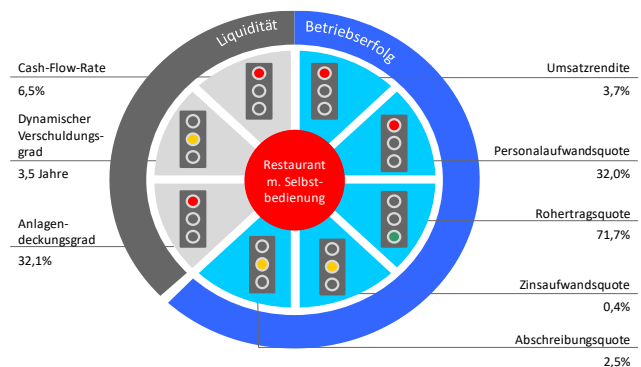 Liquidität
Betriebserfolg
Cash-Flow-Rate
6,5%
Dynamischer
Verschuldungs-
grad
3,5 Jahre
Anlagen-
deckungsgrad
32,1%
Restaurant
m. Selbst-
bedienung
Umsatzrendite
3,7%
Personalaufwandsquote
32,0%
Rohertragsquote
71,7%
Zinsaufwandsquote
0,4%
Abschreibungsquote
2,5%